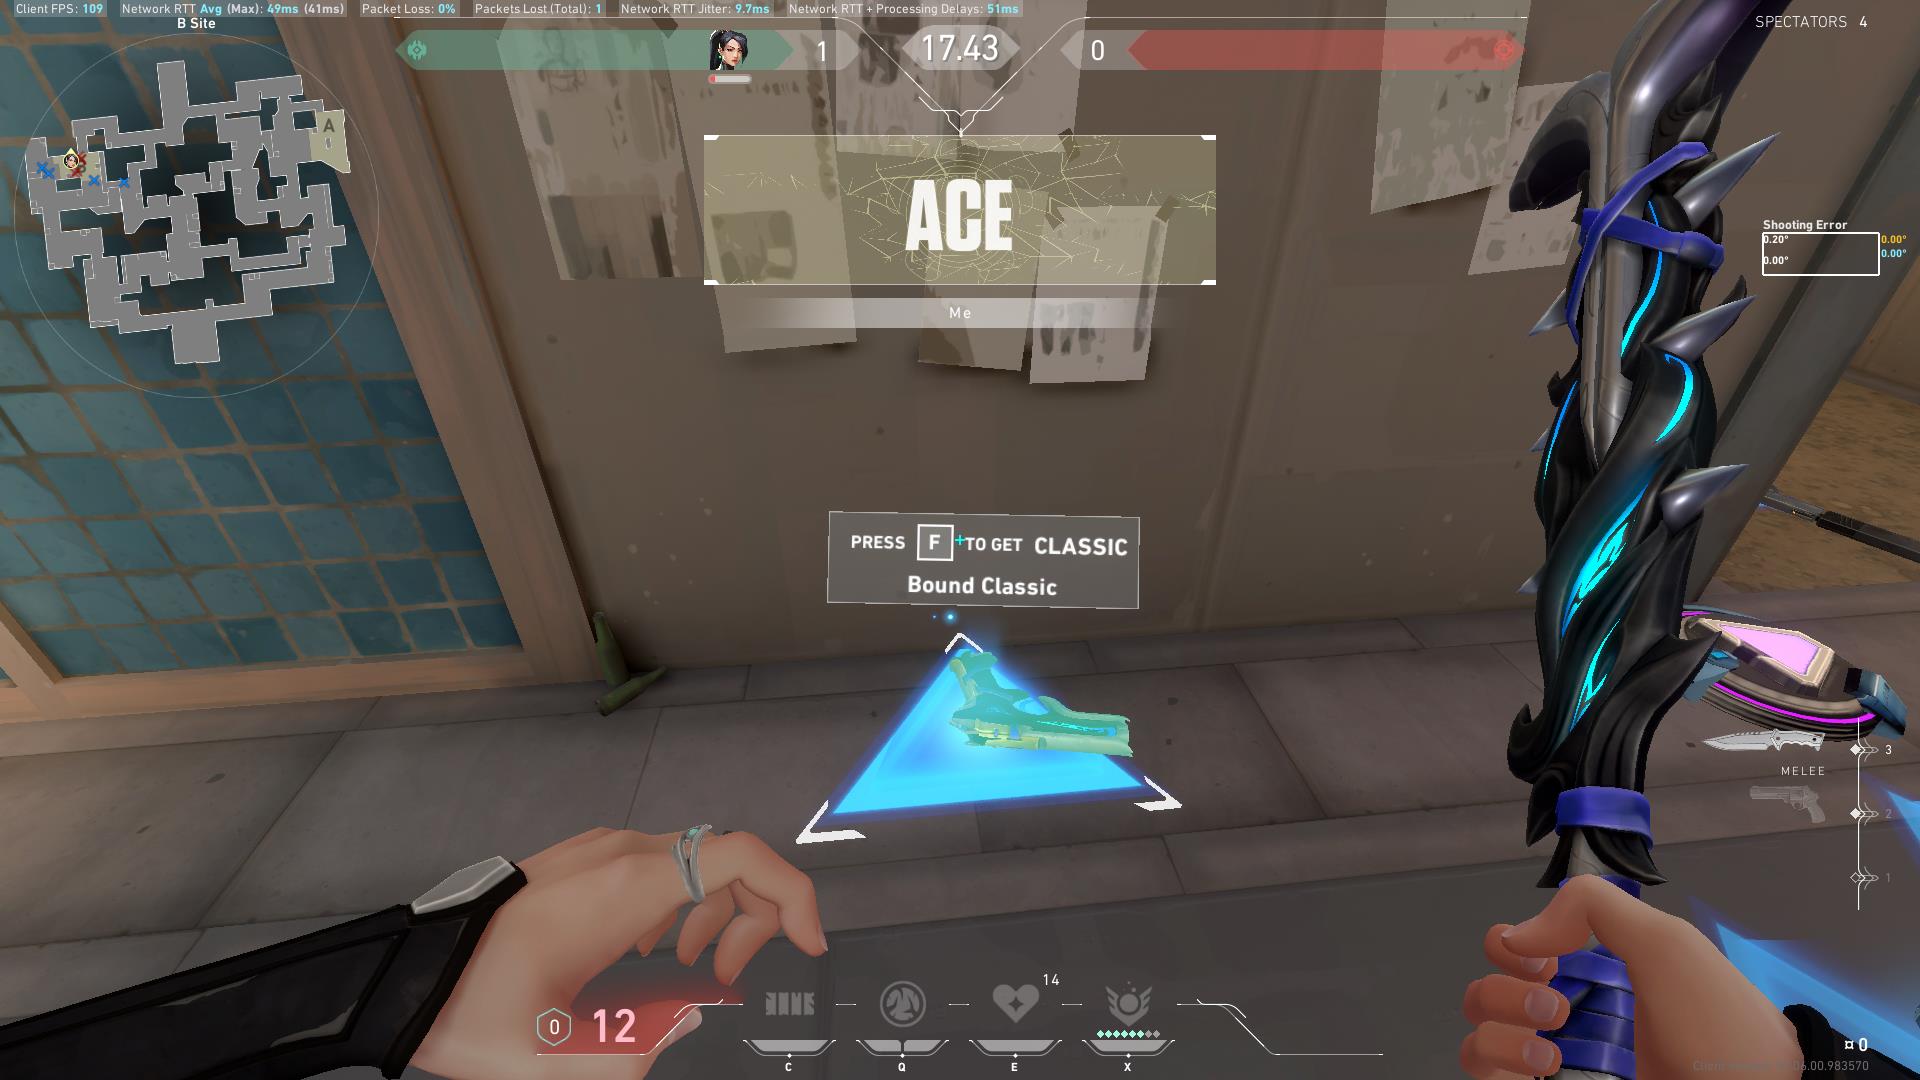 Client FPS: 109 Network RTT Avg (Max): 49ms (41ms) Packet Loss: 0% Packets Lost (Total): 1 Network RTT Jitter: 9.7ms Network RTT + Processing Delays: 51ms
B Site
SPECTATORS 4
1 17.43 0
A
ACE
Me
Shooting Error
0.20° 0.00°
0.00° 0.00°
PRESS F TO GET CLASSIC
Bound Classic
3
MELEE
2
1
14
0 12
C Q E X
¤ 0